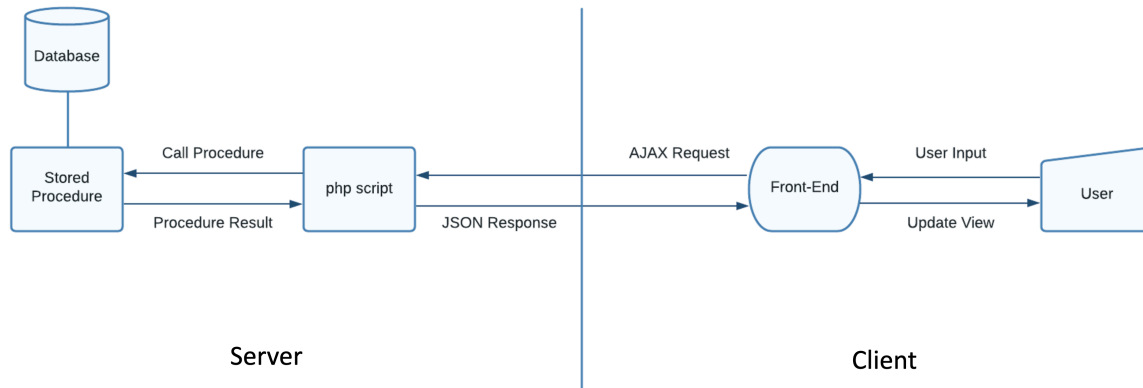 Database
Call Procedure
AJAX Request
User Input
Stored
Procedure
php script
Front-End
User
Procedure Result
JSON Response
Update View
Server
Client